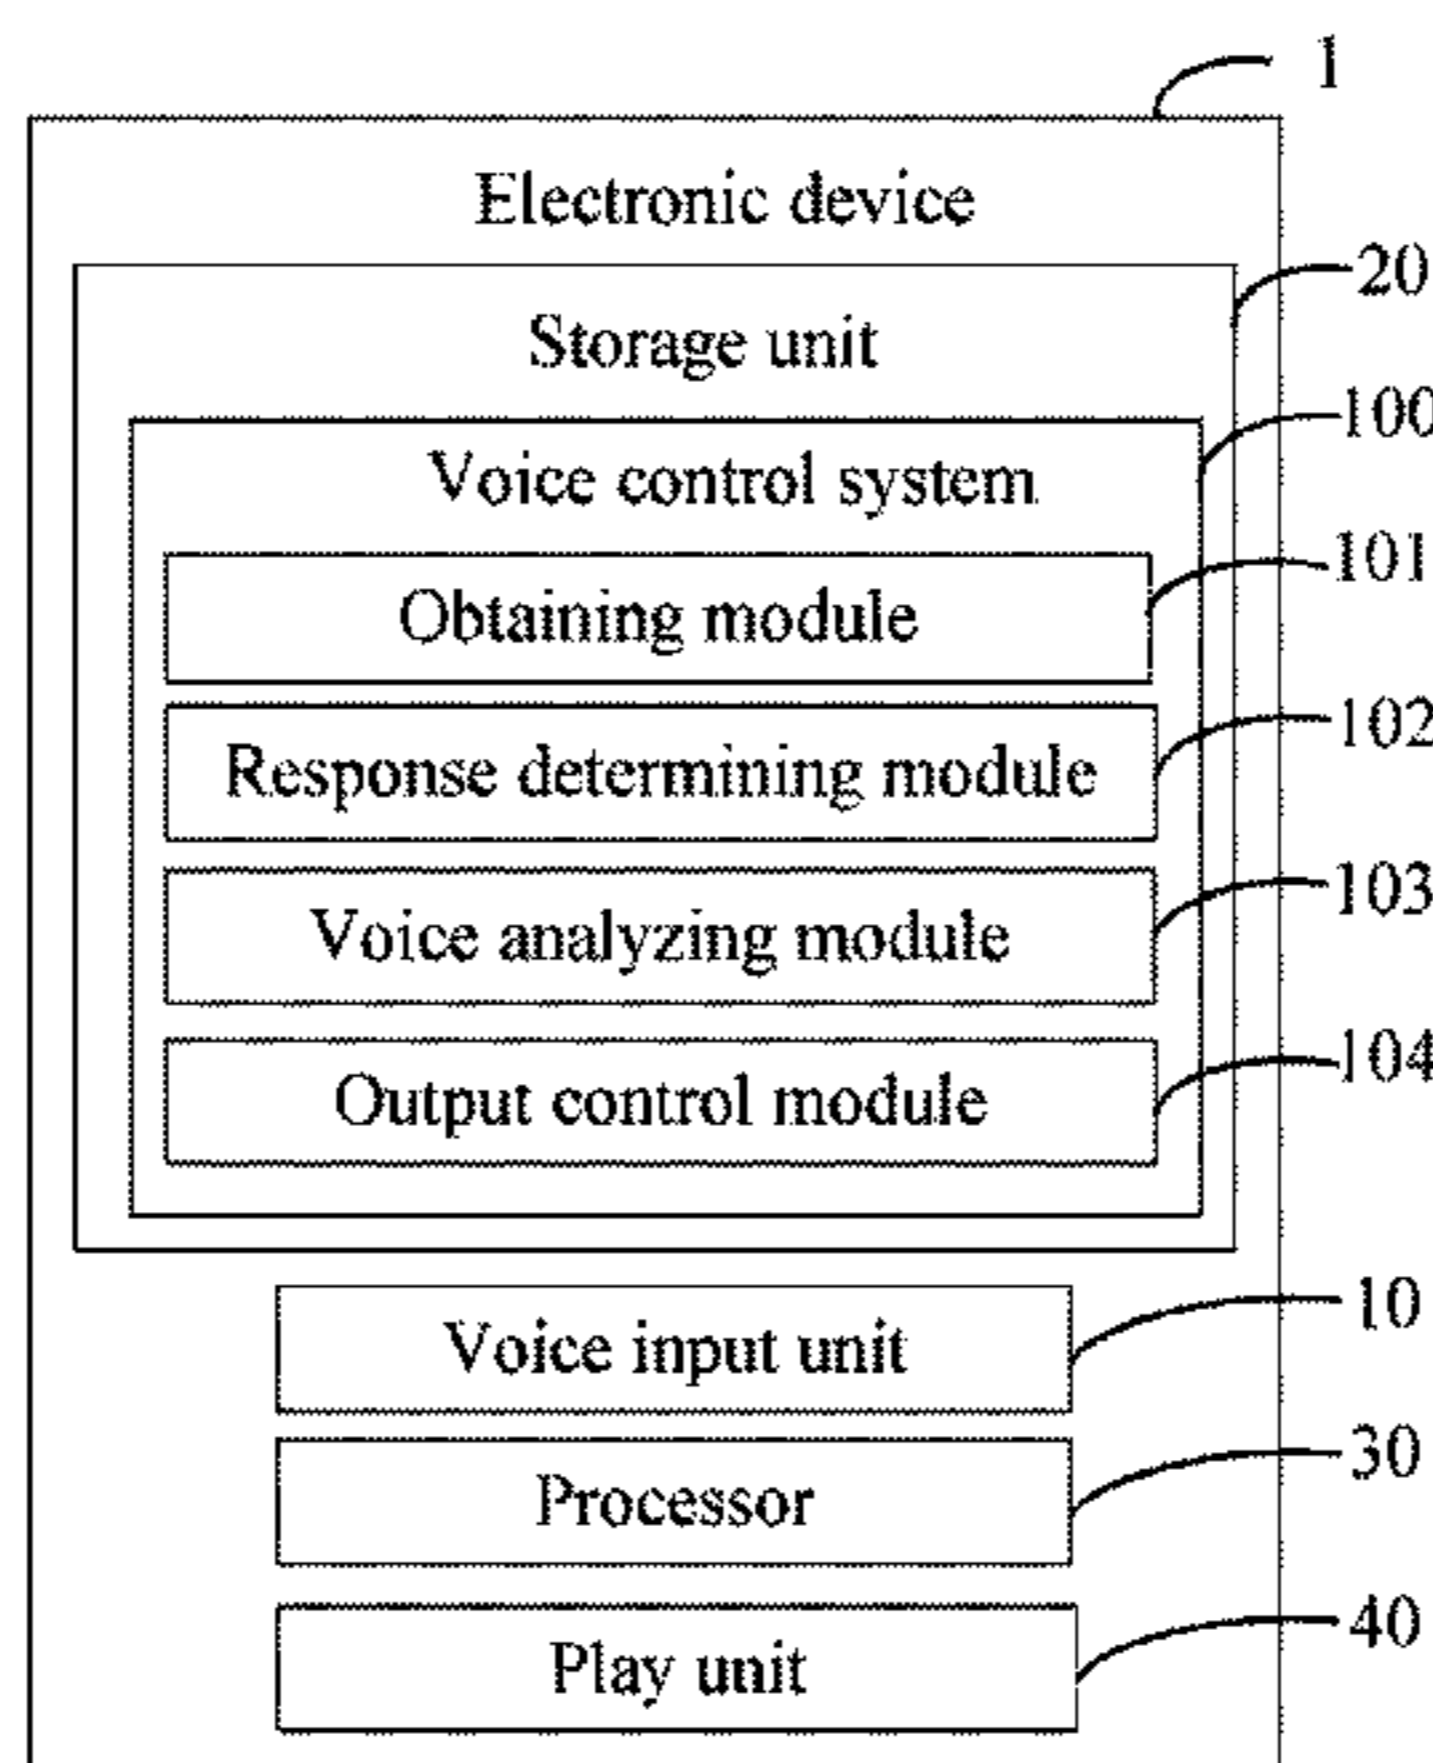 1
Electronic device
20
Storage unit
100
Voice control system
101
Obtaining module
102
Response determining module
103
Voice analyzing module
104
Output control module
10
Voice input unit
30
Processor
40
Play unit